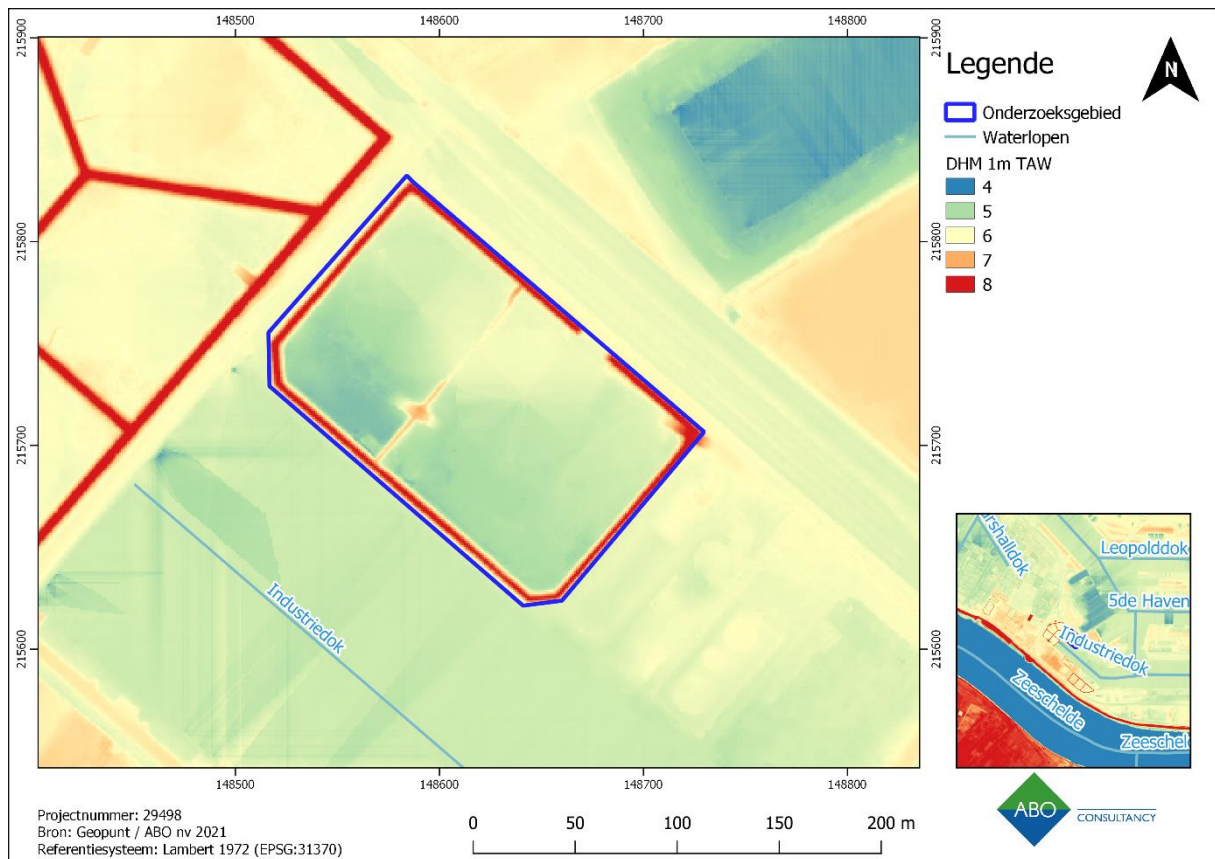 148500 148600 148700 148800
215900 215900
Legende
N
Onderzoeksgebied
Waterlopen
DHM 1m TAW
4
5
6
7
8
215800 215800
215700 215700
215600 215600
Industriedok
148500 148600 148700 148800
rshalldok
Leopolddok
5de Haven
Industriedok
Zeeschelde
Zeeschel
Projectnummer: 29498
Bron: Geopunt / ABO nv 2021
Referentiesysteem: Lambert 1972 (EPSG:31370)
0 50 100 150 200 m
ABO
CONSULTANCY